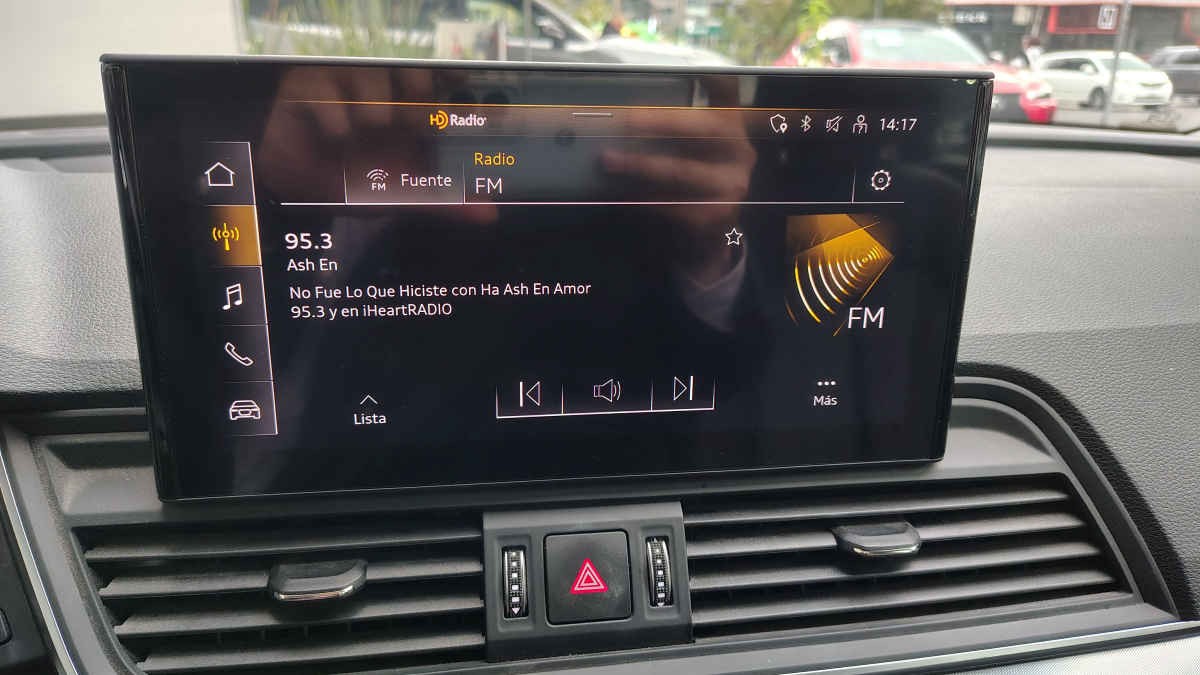 HD Radio
14:17
FM
Fuente
Radio
FM
95.3
Ash En
No Fue Lo Que Hiciste con Ha Ash En Amor
95.3 y en iHeartRADIO
FM
Lista
Más